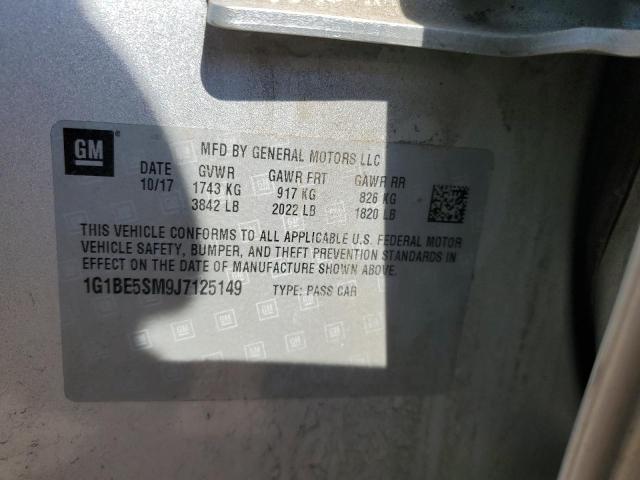 GM ®
MFD BY GENERAL MOTORS LLC
DATE GVWR GAWR FRT GAWR RR
10/17 1743 KG 917 KG 826 KG
3842 LB 2022 LB 1820 LB
THIS VEHICLE CONFORMS TO ALL APPLICABLE U.S. FEDERAL MOTOR
VEHICLE SAFETY, BUMPER, AND THEFT PREVENTION STANDARDS IN
EFFECT ON THE DATE OF MANUFACTURE SHOWN ABOVE.
1G1BE5SM9J7125149 TYPE: PASS CAR